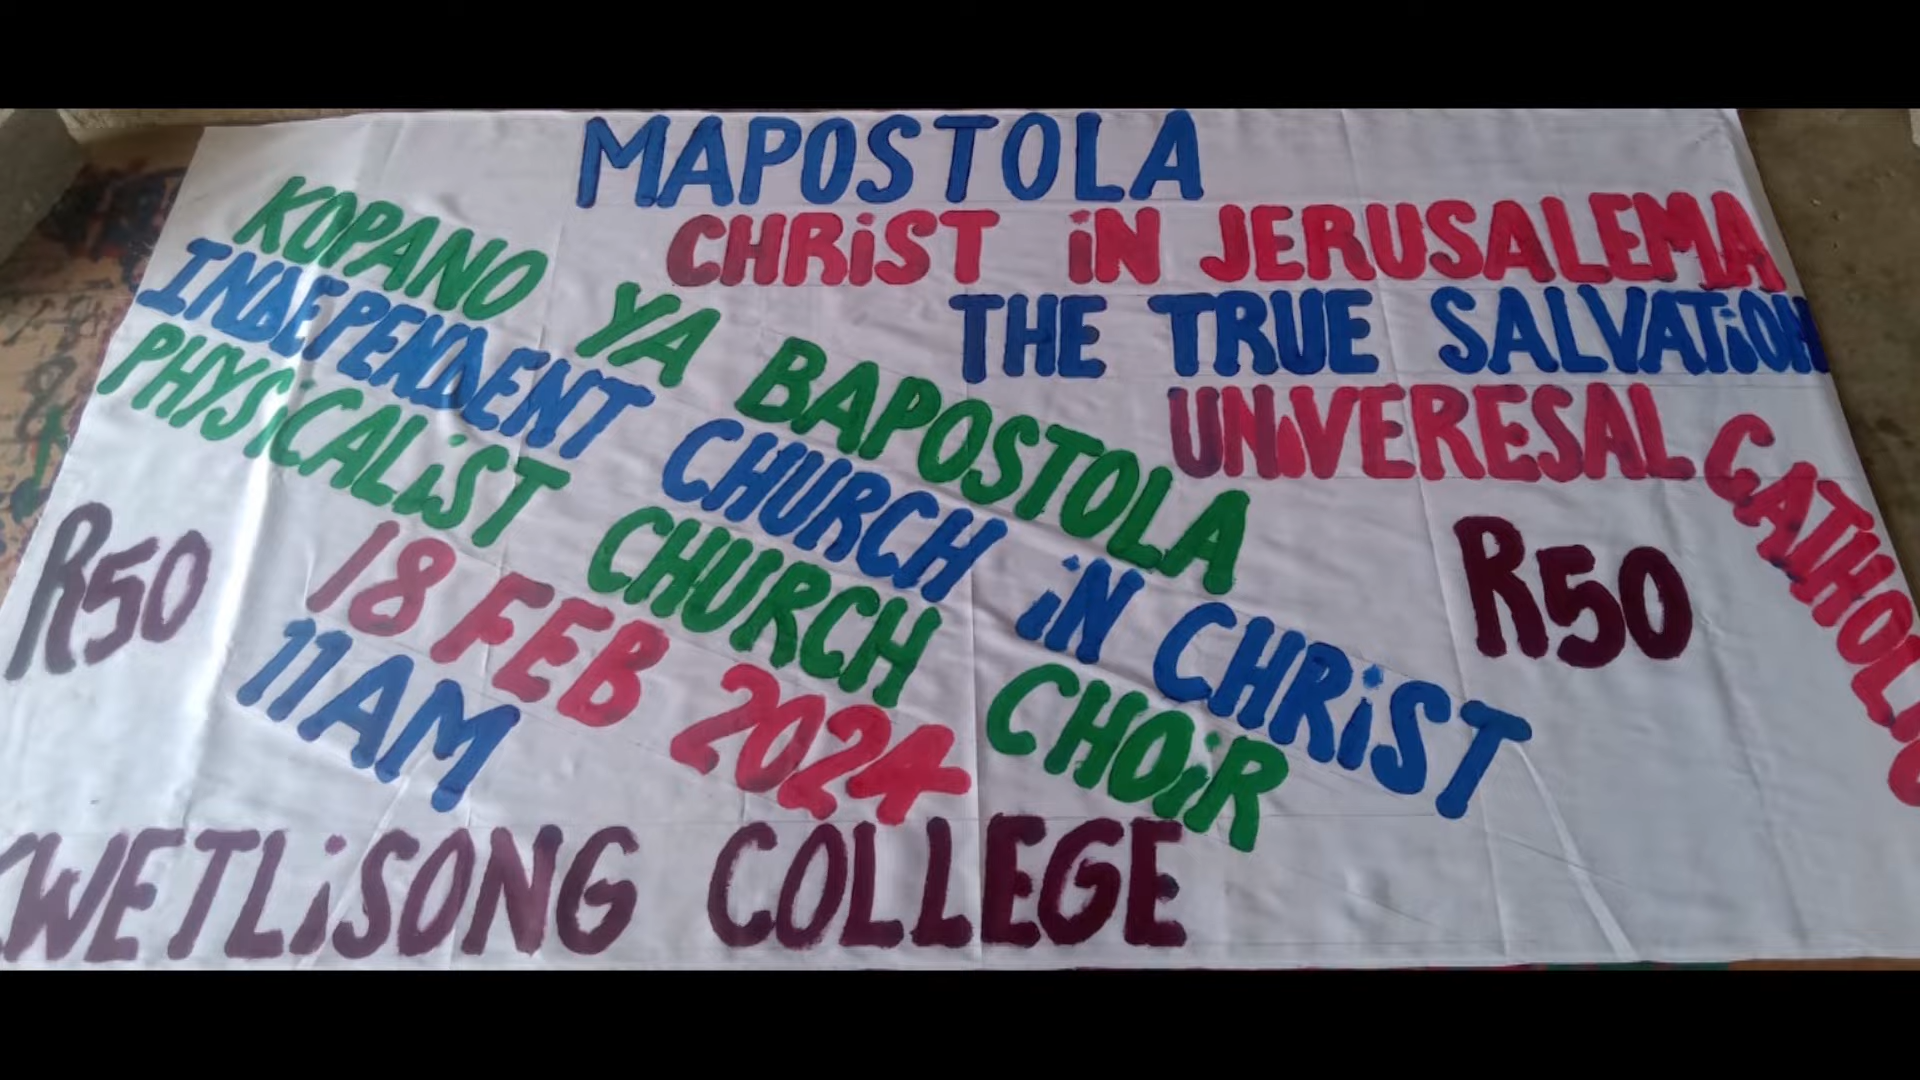 MAPOSTOLA
CHRiST iN JERUSALEMA
THE TRUE SALVATiON
UNiVERESAL CATHOLiC
KOPANO YA BAPOSTOLA
INDEPENDENT CHURCH iN CHRiST
PHYSiCALiST CHURCH CHOiR
R50
18 FEB 2024
R50
11AM
KWETLiSONG COLLEGE